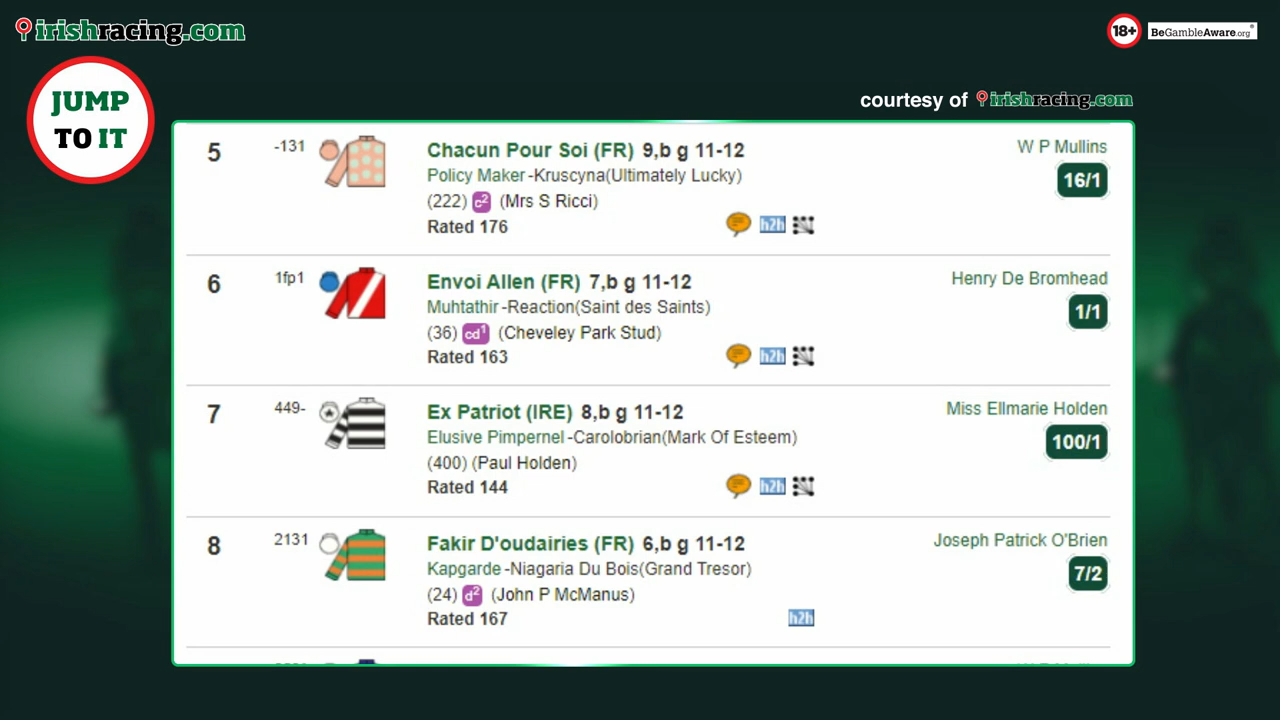 irishracing.com
18+
BeGambleAware.org®
JUMP
TO IT
courtesy of irishracing.com
5 -131 Chacun Pour Soi (FR) 9,b g 11-12 W P Mullins
Policy Maker -Kruscyna(Ultimately Lucky) 16/1
(222) c2 (Mrs S Ricci)
Rated 176 h2h
6 1fp1 Envoi Allen (FR) 7,b g 11-12 Henry De Bromhead
Muhtathir -Reaction(Saint des Saints) 1/1
(36) cd1 (Cheveley Park Stud)
Rated 163 h2h
7 449- Ex Patriot (IRE) 8,b g 11-12 Miss Ellmarie Holden
Elusive Pimpernel -Carolobrian(Mark Of Esteem) 100/1
(400) (Paul Holden)
Rated 144 h2h
8 2131 Fakir D'oudairies (FR) 6,b g 11-12 Joseph Patrick O'Brien
Kapgarde -Niagaria Du Bois(Grand Tresor) 7/2
(24) d2 (John P McManus)
Rated 167 h2h